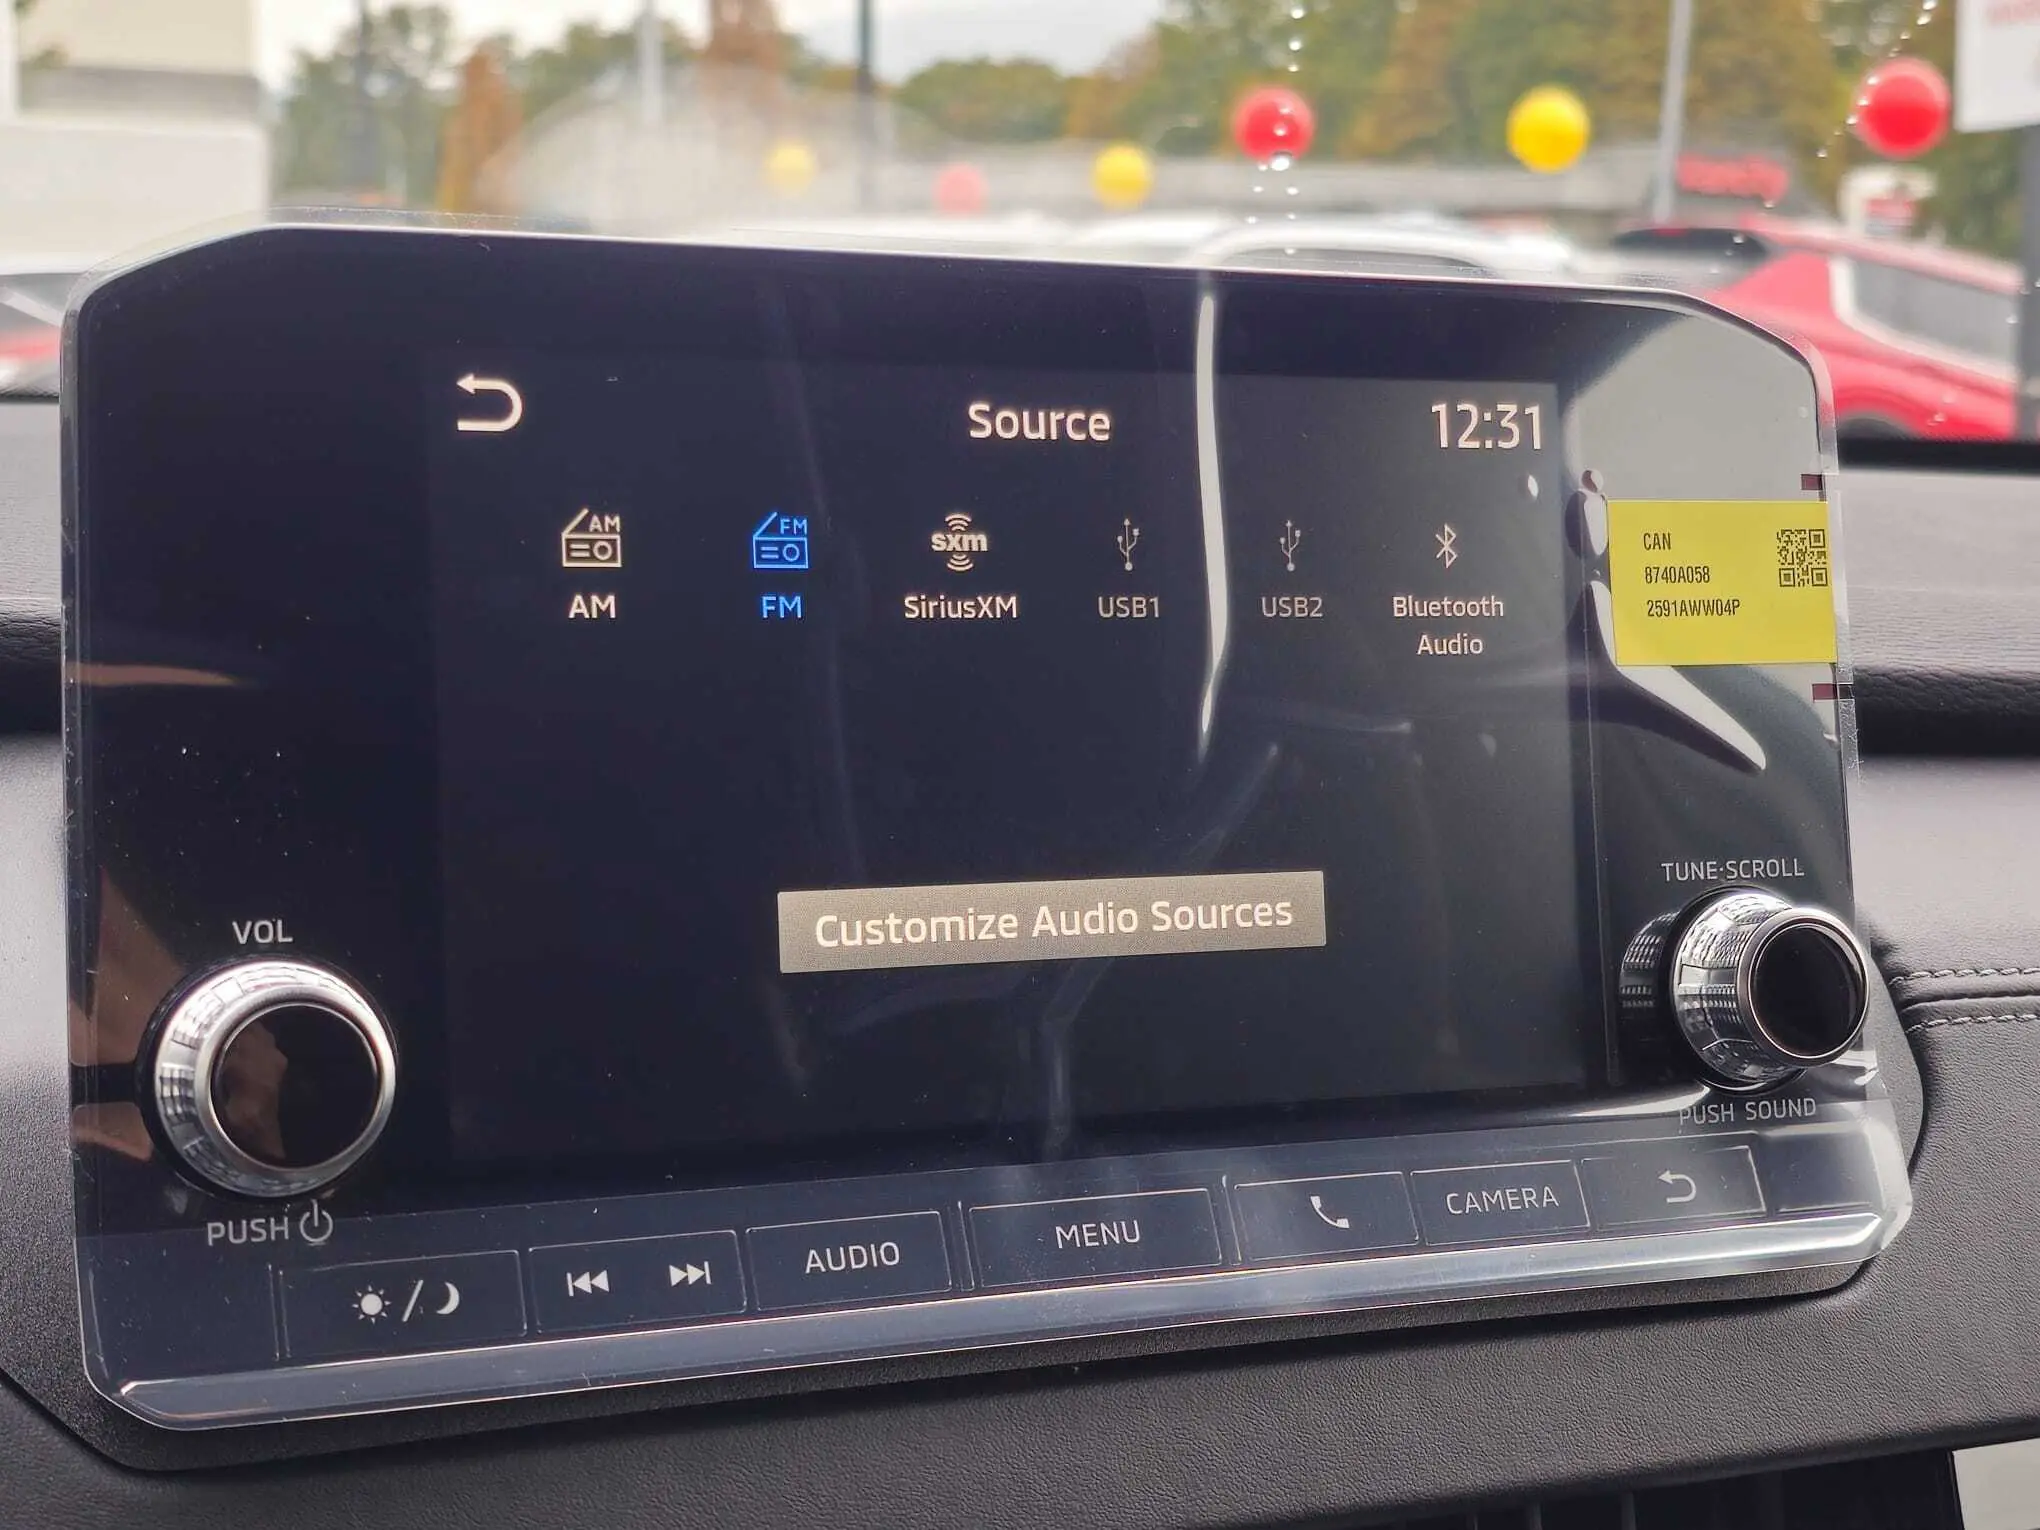 Source
12:31
AM
FM
sxm
AM
FM
SiriusXM
USB1
USB2
Bluetooth
Audio
CAN
8740A058
2591AWW04P
Customize Audio Sources
VOL
PUSH
TUNE·SCROLL
PUSH SOUND
AUDIO
MENU
CAMERA